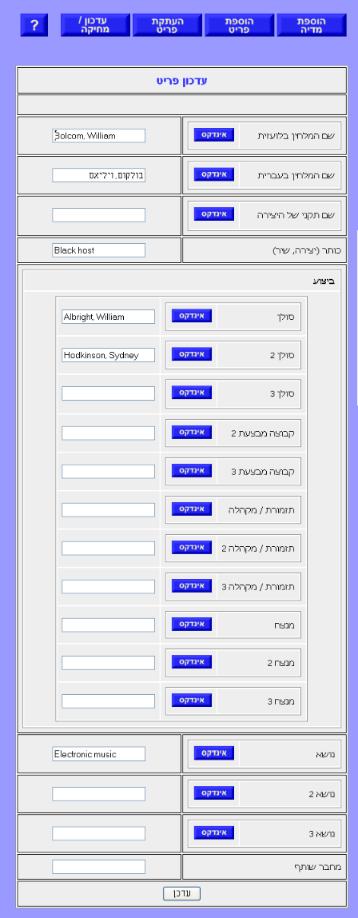 הוספת מדיה
הוספת פריט
העתקת פריט
עדכון / מחיקה
?
עדכון פריט
שם המלחין בלועזית אינדקס Bolcom, William
שם המלחין בעברית אינדקס בולקום, ויליאם
שם תקני של היצירה אינדקס
כותר (יצירה, שיר) Black host
ביצוע
סולן אינדקס Albright, William
סולן 2 אינדקס Hodkinson, Sydney
סולן 3 אינדקס
קבוצה מבצעת 2 אינדקס
קבוצה מבצעת 3 אינדקס
תזמורת / מקהלה אינדקס
תזמורת / מקהלה 2 אינדקס
תזמורת / מקהלה 3 אינדקס
מנצח אינדקס
מנצח 2 אינדקס
מנצח 3 אינדקס
נושא אינדקס Electronic music
נושא 2 אינדקס
נושא 3 אינדקס
מחבר שותף
עדכן